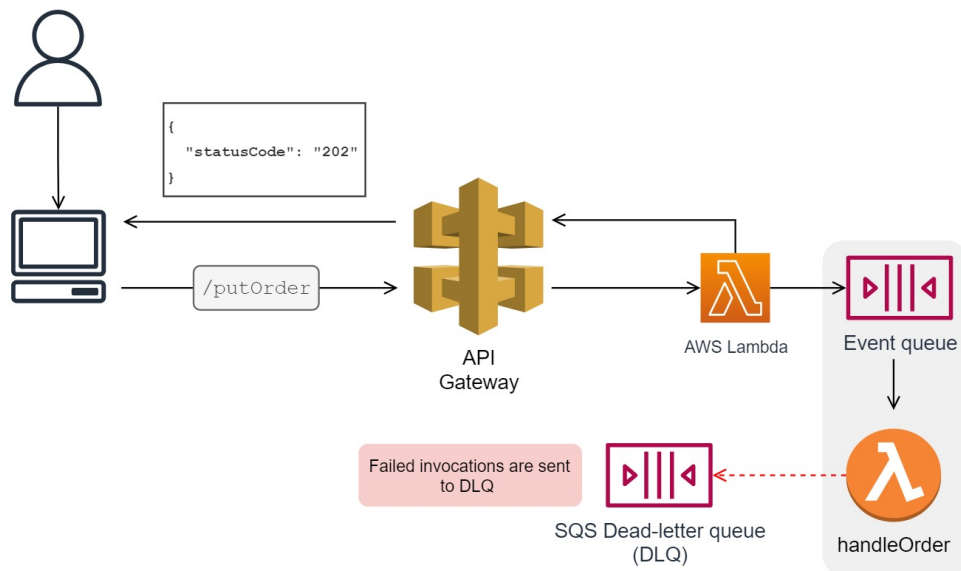 {
"statusCode": "202"
}
/putOrder
API
Gateway
AWS Lambda
Event queue
Failed invocations are sent
to DLQ
SQS Dead-letter queue
(DLQ)
handleOrder